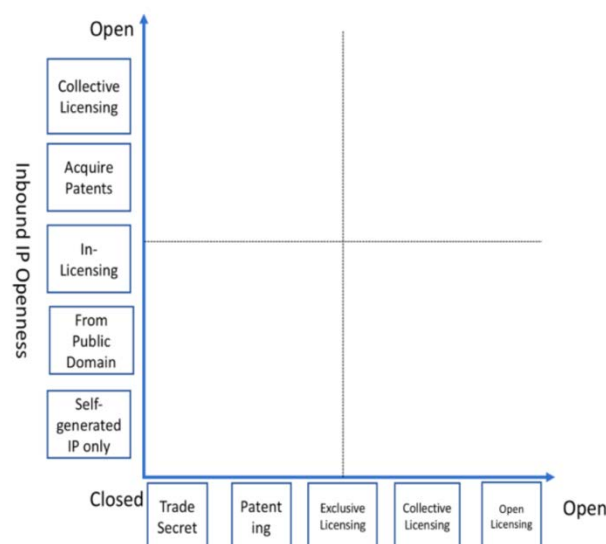 Open
Collective
Licensing
Acquire
Patents
In-
Licensing
From
Public
Domain
Self-
generated
IP only
Inbound IP Openness
Closed
Trade
Secret
Patent
ing
Exclusive
Licensing
Collective
Licensing
Open
Licensing
Open